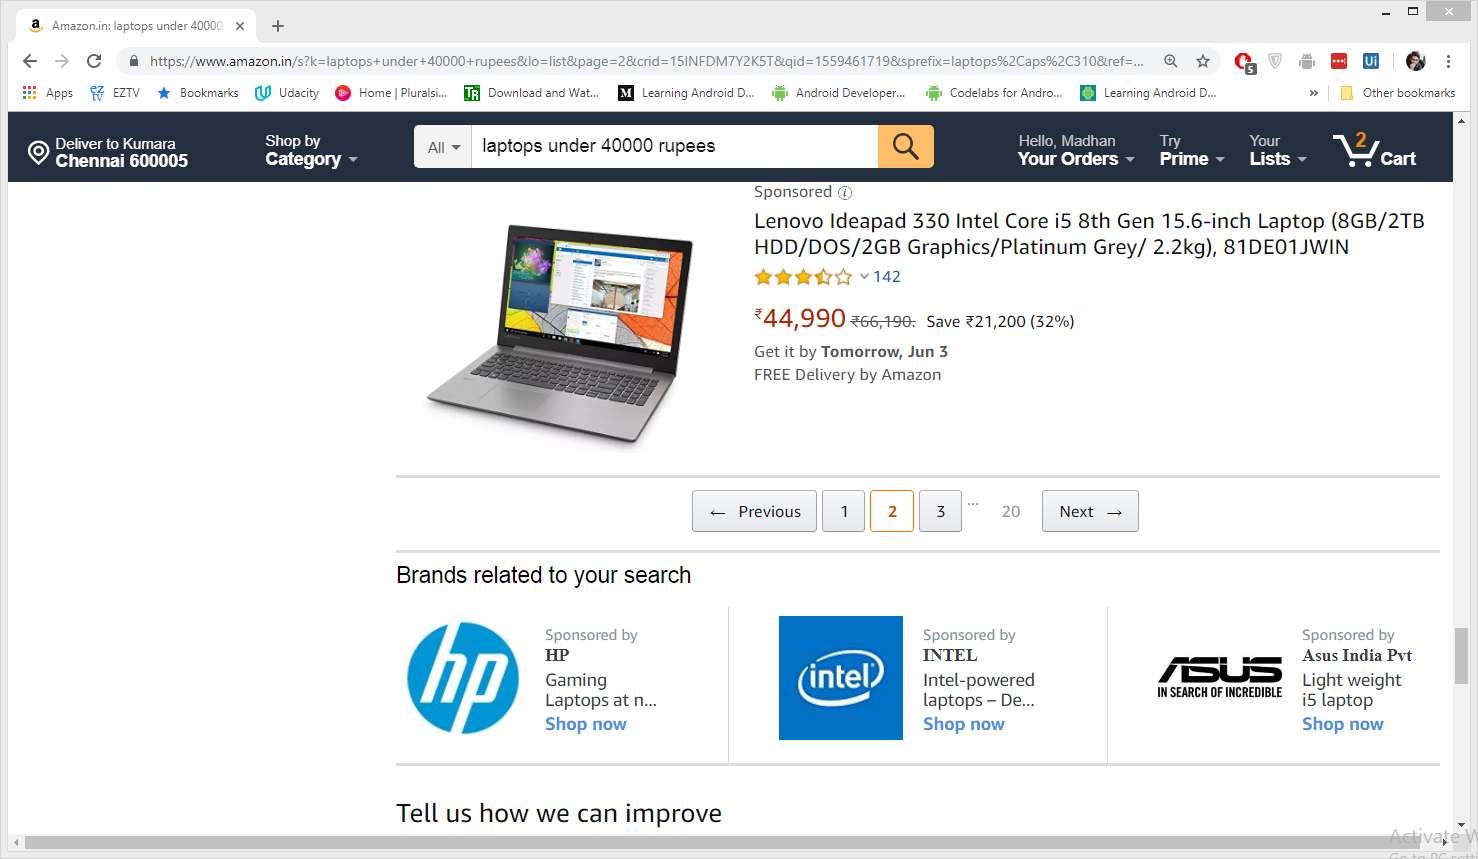 Amazon.in: laptops under 40000
https://www.amazon.in/s?k=laptops+under+40000+rupees&lo=list&page=2&crid=15INFDM7Y2K5T&qid=1559461719&sprefix=laptops%2Caps%2C310&ref=...
5
Ui
Apps
EZTV
Bookmarks
Udacity
Home | Pluralsi...
Download and Wat...
Learning Android D...
Android Developer...
Codelabs for Andro...
Learning Android D...
»
Other bookmarks
Deliver to Kumara
Chennai 600005
Shop by
Category
All
laptops under 40000 rupees
Hello, Madhan
Your Orders
Try
Prime
Your
Lists
2
Cart
Sponsored
Lenovo Ideapad 330 Intel Core i5 8th Gen 15.6-inch Laptop (8GB/2TB
HDD/DOS/2GB Graphics/Platinum Grey/ 2.2kg), 81DE01JWIN
142
₹44,990 ₹66,190. Save ₹21,200 (32%)
Get it by Tomorrow, Jun 3
FREE Delivery by Amazon
← Previous 1 2 3 ... 20 Next →
Brands related to your search
hp
Sponsored by
HP
Gaming
Laptops at n...
Shop now
intel
Sponsored by
INTEL
Intel-powered
laptops – De...
Shop now
ASUS
IN SEARCH OF INCREDIBLE
Sponsored by
Asus India Pvt
Light weight
i5 laptop
Shop now
Tell us how we can improve
Activate W
Go to PC sett